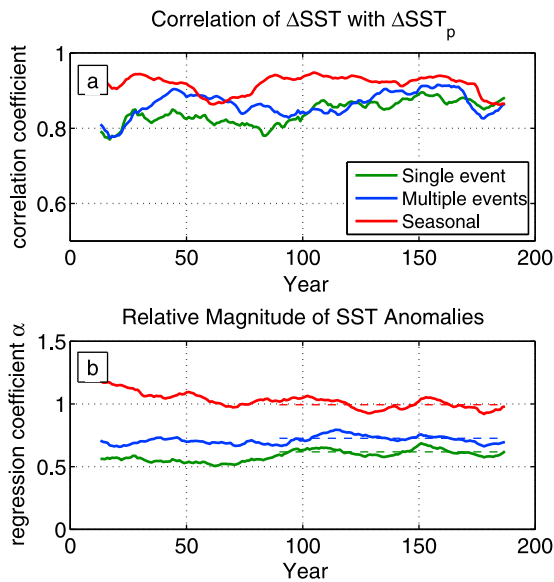 Correlation of ΔSST with ΔSSTp
correlation coefficient
1
0.8
0.6
a
Single event
Multiple events
Seasonal
0
50
100
150
200
Year
Relative Magnitude of SST Anomalies
regression coefficient α
1.5
1
0.5
0
b
0
50
100
150
200
Year